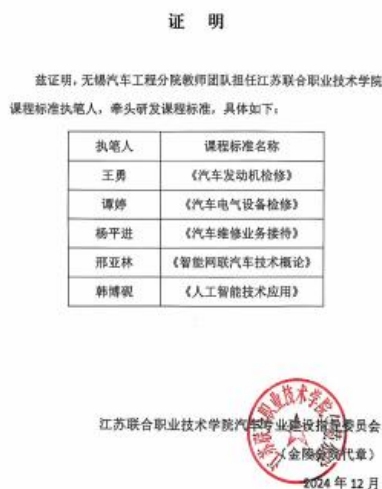 证 明
兹证明,无锡汽车工程分院教师团队担任江苏联合职业技术学院
课程标准执笔人,牵头研发课程标准,具体如下:
执笔人 课程标准名称
王勇 《汽车发动机检修》
谭婷 《汽车电气设备检修》
杨平进 《汽车维修业务接待》
邢亚林 《智能网联汽车技术概论》
韩博砚 《人工智能技术应用》
江苏联合职业技术学院汽车专业建设指导委员会
(金陵分院代章)
2024 年 12 月